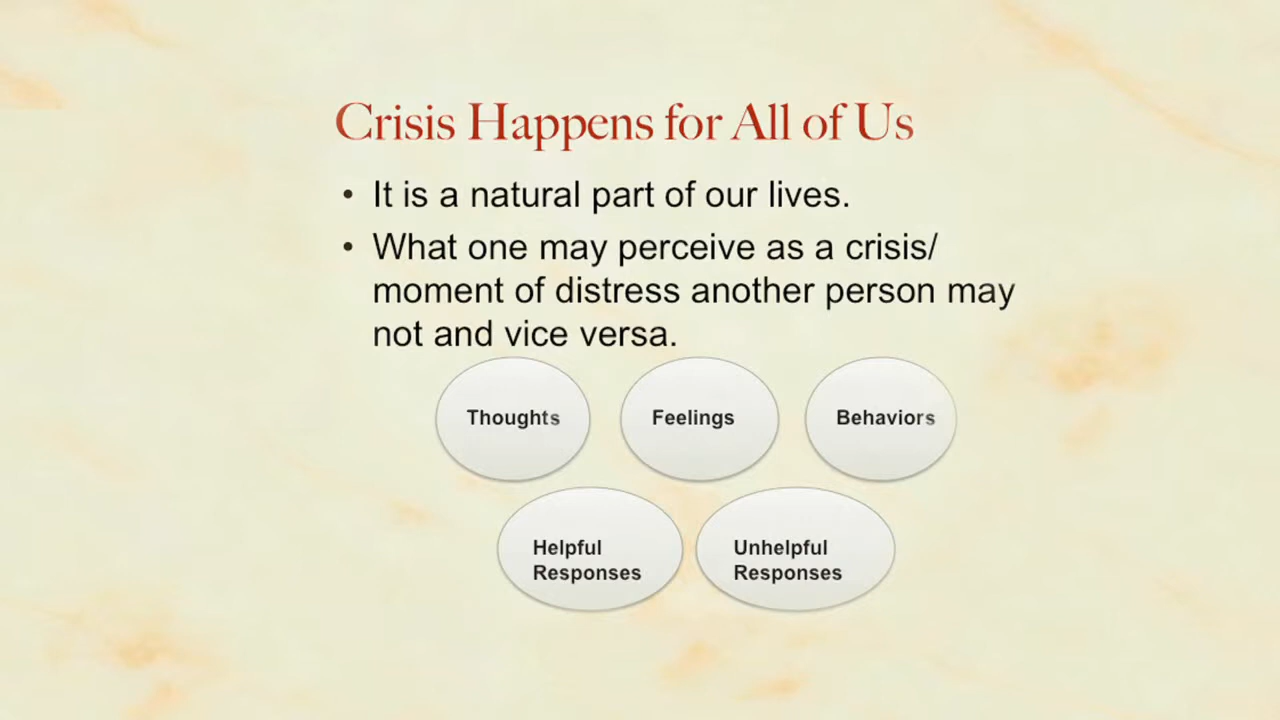 Crisis Happens for All of Us
• It is a natural part of our lives.
• What one may perceive as a crisis/
moment of distress another person may
not and vice versa.
Thoughts
Feelings
Behaviors
Helpful
Responses
Unhelpful
Responses